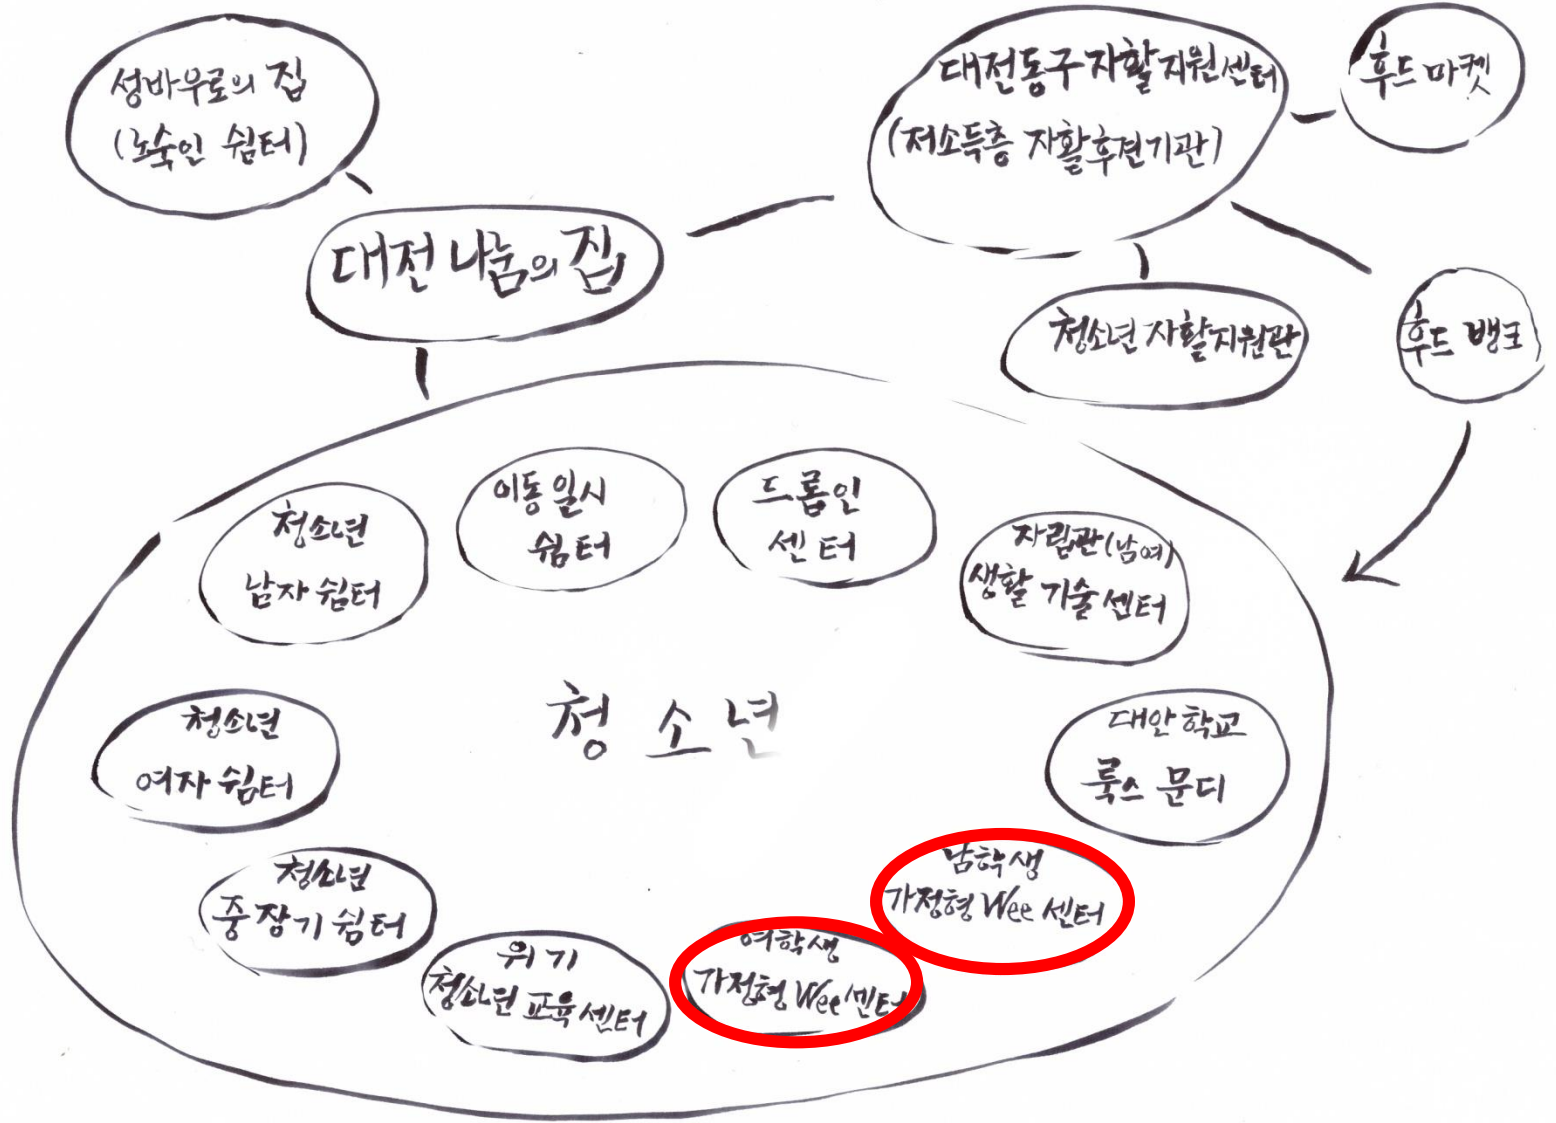 성바우로의 집
(노숙인 쉼터)
대전동구자활지원센터
(저소득층 자활후견기관)
후드마켓
대전나눔의 집
청소년자활지원관
후드 뱅크
청소년
남자쉼터
이동일시
쉼터
드롭인
센터
자립관(남여)
생활 기술센터
청소년
청소년
여자쉼터
대안학교
룩스 문디
청소년
중장기 쉼터
위기
청소년교육센터
여학생
가정형 Wee센터
남학생
가정형 Wee 센터